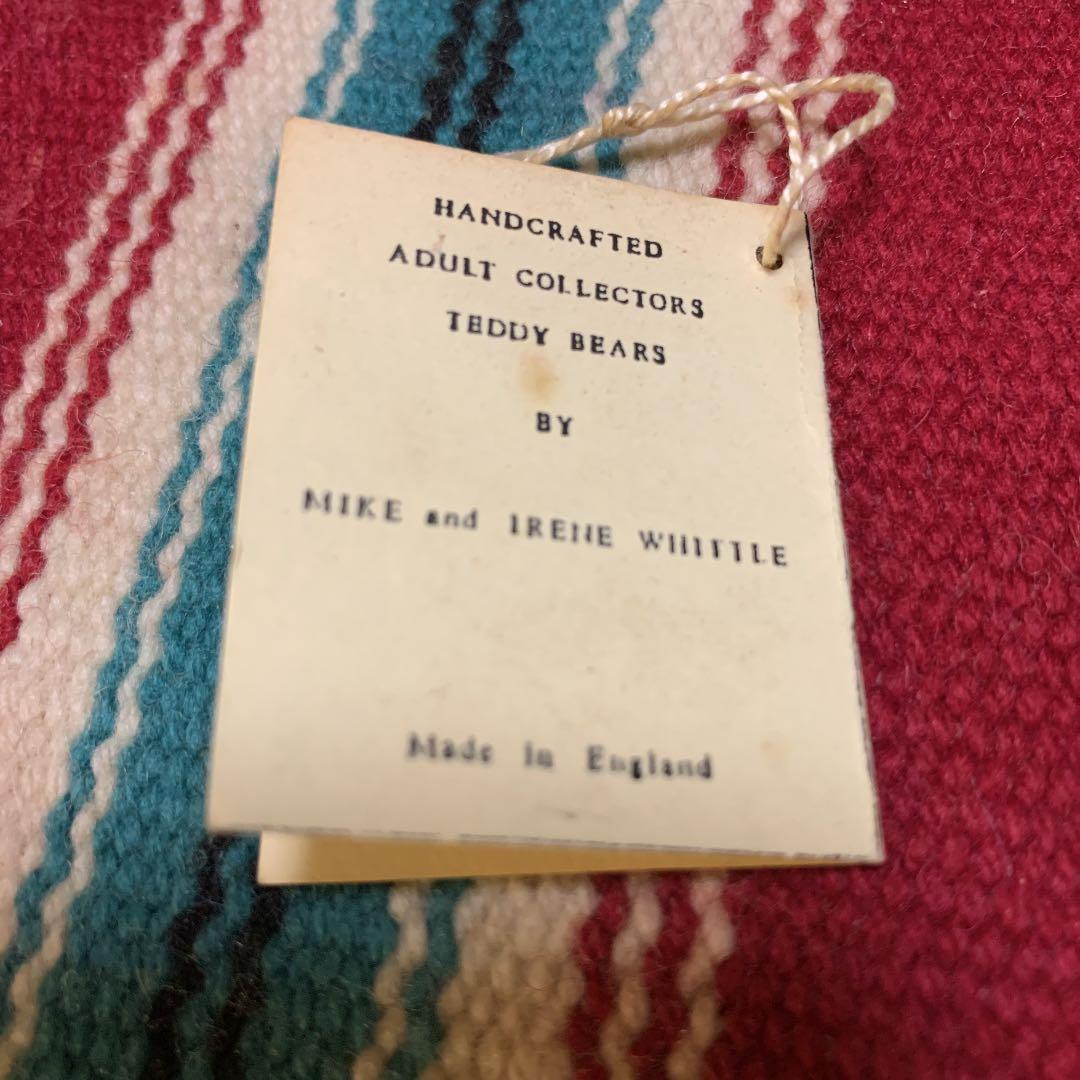 HANDCRAFTED
ADULT COLLECTORS
TEDDY BEARS
BY
MIKE and IRENE WHITTLE
Made in England